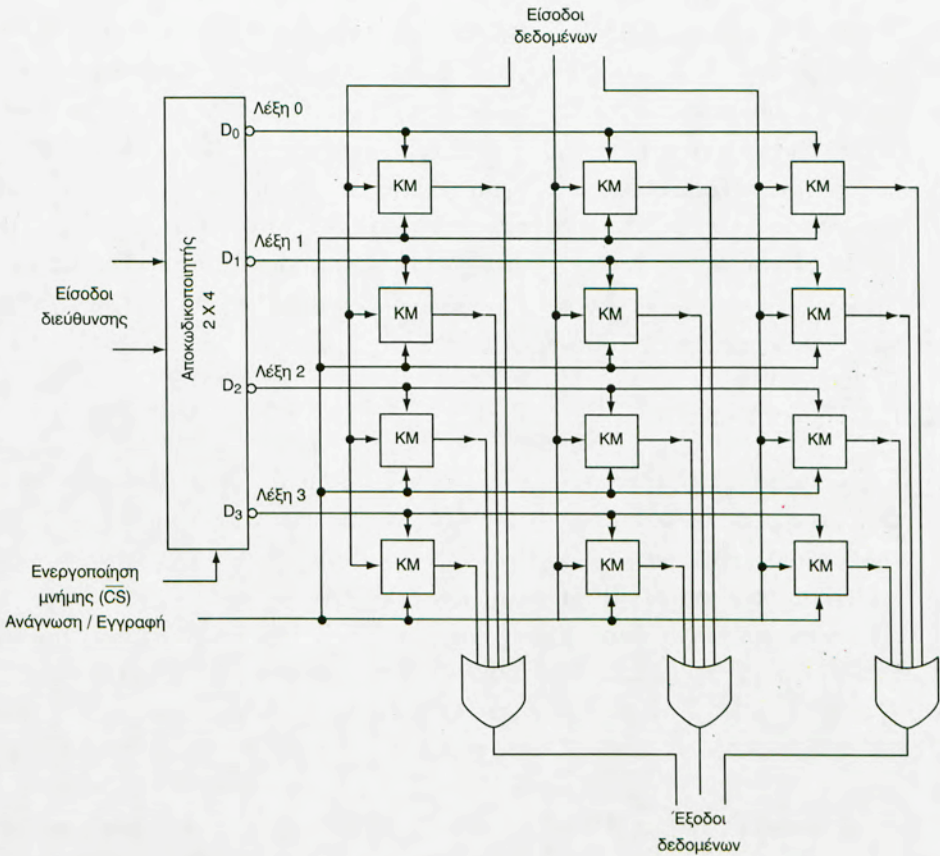 Είσοδοι
δεδομένων
Λέξη 0
D0
KM KM KM
Λέξη 1
D1
Είσοδοι
διεύθυνσης
Αποκωδικοποιητής
2 X 4
KM KM KM
Λέξη 2
D2
KM KM KM
Λέξη 3
D3
KM KM KM
Ενεργοποίηση
μνήμης (C̅S̅)
Ανάγνωση / Εγγραφή
Έξοδοι
δεδομένων